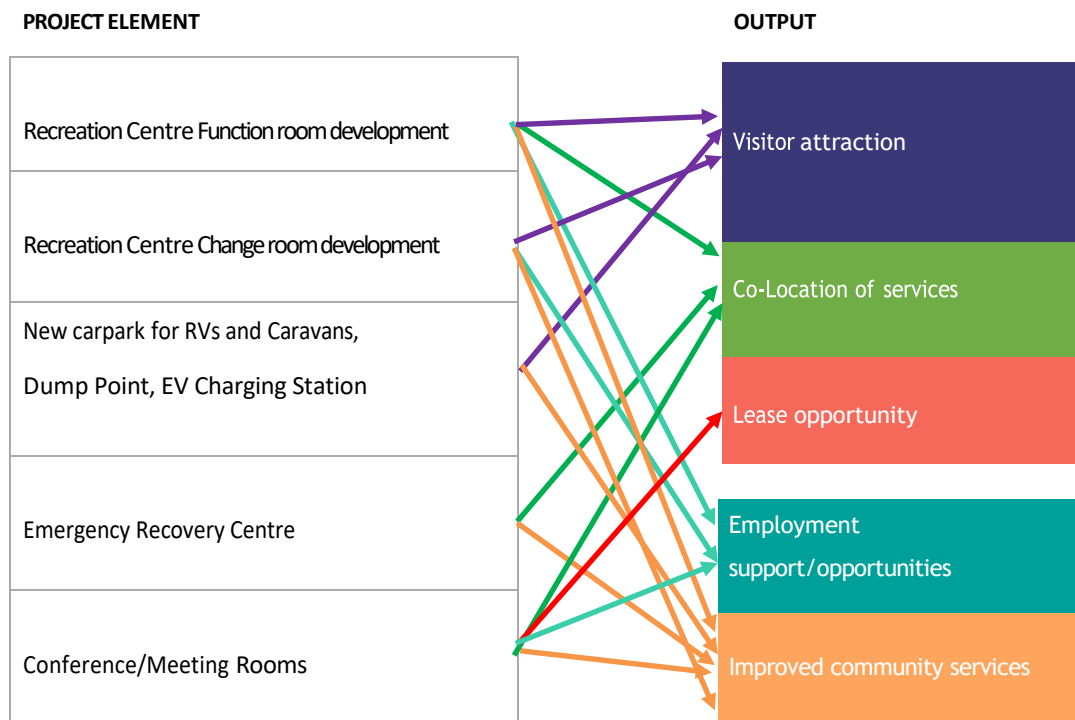 PROJECT ELEMENT
OUTPUT
Recreation Centre Function room development
Recreation Centre Change room development
New carpark for RVs and Caravans,
Dump Point, EV Charging Station
Emergency Recovery Centre
Conference/Meeting Rooms
Visitor attraction
Co-Location of services
Lease opportunity
Employment
support/opportunities
Improved community services